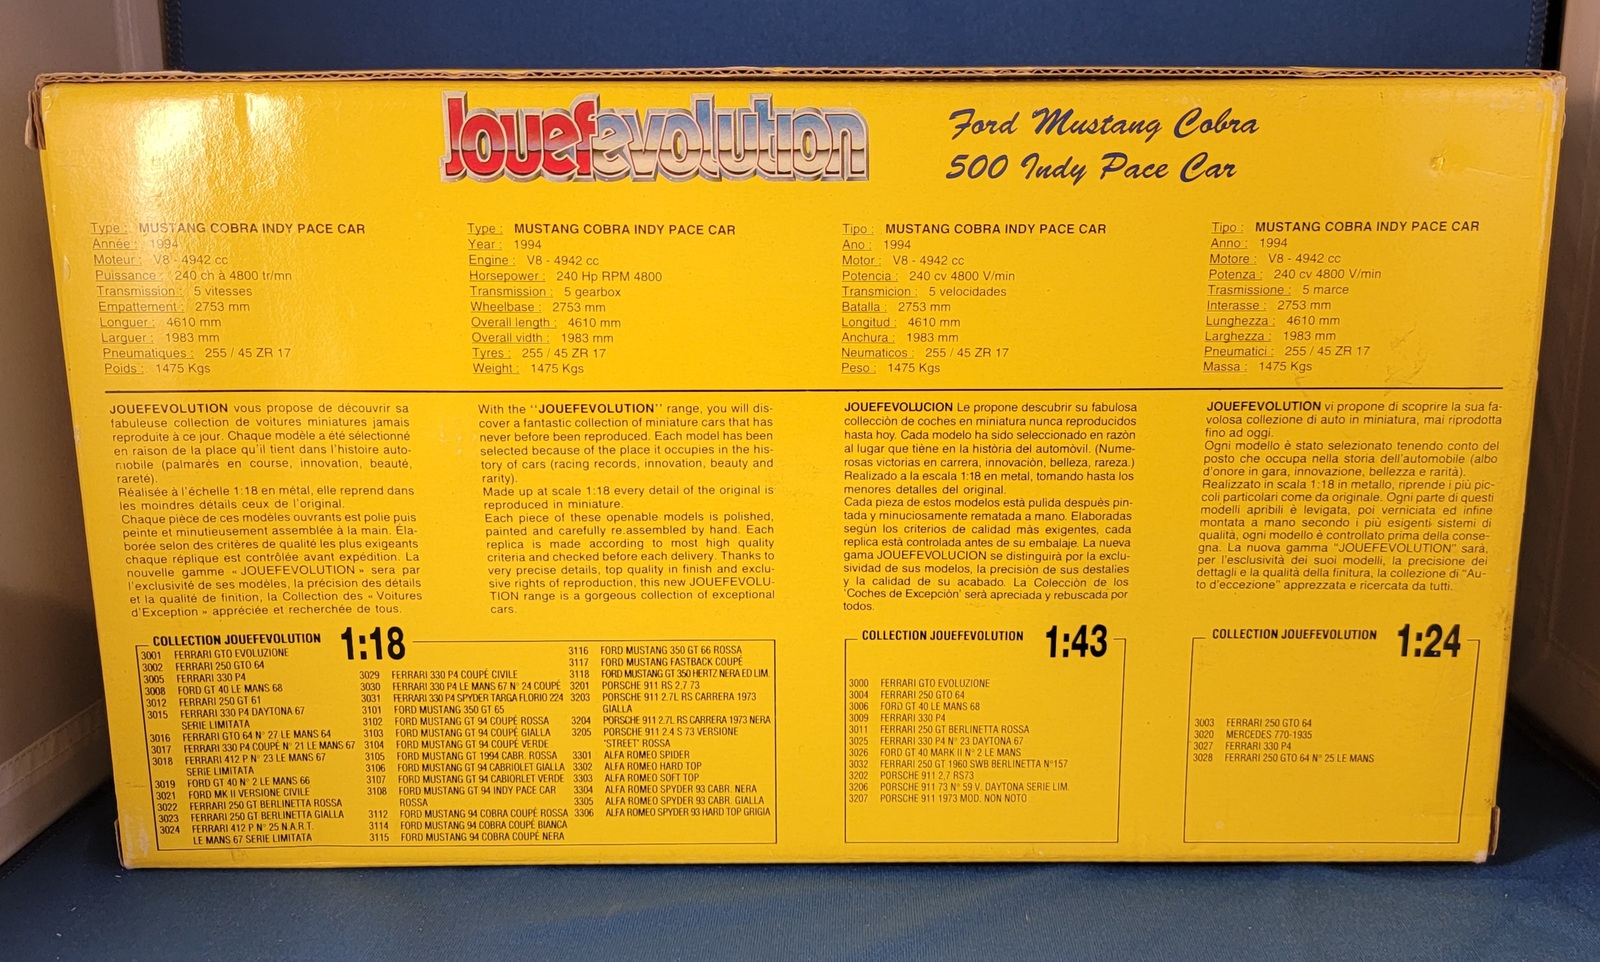 Jouefevolution
Ford Mustang Cobra
500 Indy Pace Car
Type : MUSTANG COBRA INDY PACE CAR
Année : 1994
Moteur : V8 - 4942 cc
Puissance : 240 ch à 4800 tr/mn
Transmission : 5 vitesses
Empattement : 2753 mm
Longuer : 4610 mm
Larguer : 1983 mm
Pneumatiques : 255 / 45 ZR 17
Poids : 1475 Kgs
Type : MUSTANG COBRA INDY PACE CAR
Year : 1994
Engine : V8 - 4942 cc
Horsepower : 240 Hp RPM 4800
Transmission : 5 gearbox
Wheelbase : 2753 mm
Overall length : 4610 mm
Overall vidth : 1983 mm
Tyres : 255 / 45 ZR 17
Weight : 1475 Kgs
Tipo : MUSTANG COBRA INDY PACE CAR
Ano : 1994
Motor : V8 - 4942 cc
Potencia : 240 cv 4800 V/min
Transmicion : 5 velocidades
Batalla : 2753 mm
Longitud : 4610 mm
Anchura : 1983 mm
Neumaticos : 255 / 45 ZR 17
Peso : 1475 Kgs
Tipo : MUSTANG COBRA INDY PACE CAR
Anno : 1994
Motore : V8 - 4942 cc
Potenza : 240 cv 4800 V/min
Trasmissione : 5 marce
Interasse : 2753 mm
Lunghezza : 4610 mm
Larghezza : 1983 mm
Pneumatici : 255 / 45 ZR 17
Massa : 1475 Kgs
JOUEFEVOLUTION vous propose de découvrir sa
fabuleuse collection de voitures miniatures jamais
reproduite à ce jour. Chaque modèle a été sélectionné
en raison de la place qu'il tient dans l'histoire auto-
mobile (palmarès en course, innovation, beauté,
rareté).
Réalisée à l'échelle 1:18 en métal, elle reprend dans
les moindres détails ceux de l'original.
Chaque pièce de ces modèles ouvrants est polie puis
peinte et minutieusement assemblée à la main. Éla-
borée selon des critères de qualité les plus exigeants
chaque réplique est contrôlée avant expédition. La
nouvelle gamme « JOUEFEVOLUTION » sera par
l'exclusivité de ses modèles, la précision des détails
et la qualité de finition, la Collection des « Voitures
d'Exception » appréciée et recherchée de tous.
With the "JOUEFEVOLUTION" range, you will dis-
cover a fantastic collection of miniature cars that has
never before been reproduced. Each model has been
selected because of the place it occupies in the his-
tory of cars (racing records, innovation, beauty and
rarity).
Made up at scale 1:18 every detail of the original is
reproduced in miniature.
Each piece of these openable models is polished,
painted and carefully re.assembled by hand. Each
replica is made according to most high quality
criteria and checked before each delivery. Thanks to
very precise details, top quality in finish and exclu-
sive rights of reproduction, this new JOUEFEVOLU-
TION range is a gorgeous collection of exceptional
cars.
JOUEFEVOLUCION Le propone descubrir su fabulosa
collecciòn de coches en miniatura nunca reproducidos
hasta hoy. Cada modelo ha sido seleccionado en razòn
al lugar que tiène en la història del automòvil. (Nume-
rosas victorias en carrera, innovaciòn, belleza, rareza.)
Realizado a la escala 1:18 en metal, tomando hasta los
menores detalles del original.
Cada pieza de estos modelos està pulida despuès pin-
tada y minuciosamente rematada a mano. Elaboradas
segùn los criterios de calidad màs exigentes, cada
replica està controlada antes de su embalaje. La nueva
gama JOUEFEVOLUCION se distinguirà por la exclu-
sividad de sus modelos, la precisiòn de sus destalies
y la calidad de su acabado. La Colecciòn de los
'Coches de Excepciòn' serà apreciada y rebuscada por
todos.
JOUEFEVOLUTION vi propone di scoprire la sua fa-
volosa collezione di auto in miniatura, mai riprodotta
fino ad oggi.
Ogni modello è stato selezionato tenendo conto del
posto che occupa nella storia dell'automobile (albo
d'onore in gara, innovazione, bellezza e rarità).
Realizzato in scala 1:18 in metallo, riprende i più pic-
coli particolari come da originale. Ogni parte di questi
modelli apribili è levigata, poi verniciata ed infine
montata a mano secondo i più esigenti sistemi di
qualità, ogni modello è controllato prima della conse-
gna. La nuova gamma "JOUEFEVOLUTION" sarà,
per l'esclusività dei suoi modelli, la precisione dei
dettagli e la qualità della finitura, la collezione di "Au-
to d'eccezione" apprezzata e ricercata da tutti.
COLLECTION JOUEFEVOLUTION 1:18
3001 FERRARI GTO EVOLUZIONE
3002 FERRARI 250 GTO 64
3005 FERRARI 330 P4
3008 FORD GT 40 LE MANS 68
3012 FERRARI 250 GT 61
3015 FERRARI 330 P4 DAYTONA 67
SERIE LIMITATA
3016 FERRARI GTO 64 N° 27 LE MANS 64
3017 FERRARI 330 P4 COUPÉ N° 21 LE MANS 67
3018 FERRARI 412 P N° 23 LE MANS 67
SERIE LIMITATA
3019 FORD GT 40 N° 2 LE MANS 66
3021 FORD MK II VERSIONE CIVILE
3022 FERRARI 250 GT BERLINETTA ROSSA
3023 FERRARI 250 GT BERLINETTA GIALLA
3024 FERRARI 412 P N° 25 N.A.R.T.
LE MANS 67 SERIE LIMITATA
3029 FERRARI 330 P4 COUPÉ CIVILE
3030 FERRARI 330 P4 LE MANS 67 N° 24 COUPÉ
3031 FERRARI 330 P4 SPYDER TARGA FLORIO 224
3101 FORD MUSTANG 350 GT 65
3102 FORD MUSTANG GT 94 COUPÉ ROSSA
3103 FORD MUSTANG GT 94 COUPÉ GIALLA
3104 FORD MUSTANG GT 94 COUPÉ VERDE
3105 FORD MUSTANG GT 1994 CABR. ROSSA
3106 FORD MUSTANG GT 94 CABRIOLET GIALLA
3107 FORD MUSTANG GT 94 CABIORLET VERDE
3108 FORD MUSTANG GT 94 INDY PACE CAR
ROSSA
3112 FORD MUSTANG 94 COBRA COUPÉ ROSSA
3114 FORD MUSTANG 94 COBRA COUPÉ BIANCA
3115 FORD MUSTANG 94 COBRA COUPÉ NERA
3116 FORD MUSTANG 350 GT 66 ROSSA
3117 FORD MUSTANG FASTBACK COUPÉ
3118 FORD MUSTANG GT 350 HERTZ NERA ED LIM.
3201 PORSCHE 911 RS 2,7 73
3203 PORSCHE 911 2.7L RS CARRERA 1973
GIALLA
3204 PORSCHE 911 2.7L RS CARRERA 1973 NERA
3205 PORSCHE 911 2.4 S 73 VERSIONE
"STREET" ROSSA
3301 ALFA ROMEO SPIDER
3302 ALFA ROMEO HARD TOP
3303 ALFA ROMEO SOFT TOP
3304 ALFA ROMEO SPYDER 93 CABR. NERA
3305 ALFA ROMEO SPYDER 93 CABR. GIALLA
3306 ALFA ROMEO SPYDER 93 HARD TOP GRIGIA
COLLECTION JOUEFEVOLUTION 1:43
3000 FERRARI GTO EVOLUZIONE
3004 FERRARI 250 GTO 64
3006 FORD GT 40 LE MANS 68
3009 FERRARI 330 P4
3011 FERRARI 250 GT BERLINETTA ROSSA
3025 FERRARI 330 P4 N° 23 DAYTONA 67
3026 FORD GT 40 MARK II N° 2 LE MANS
3032 FERRARI 250 GT 1960 SWB BERLINETTA N°157
3202 PORSCHE 911 2,7 RS73
3206 PORSCHE 911 73 N° 59 V. DAYTONA SERIE LIM.
3207 PORSCHE 911 1973 MOD. NON NOTO
COLLECTION JOUEFEVOLUTION 1:24
3003 FERRARI 250 GTO 64
3020 MERCEDES 770-1935
3027 FERRARI 330 P4
3028 FERRARI 250 GTO 64 N° 25 LE MANS